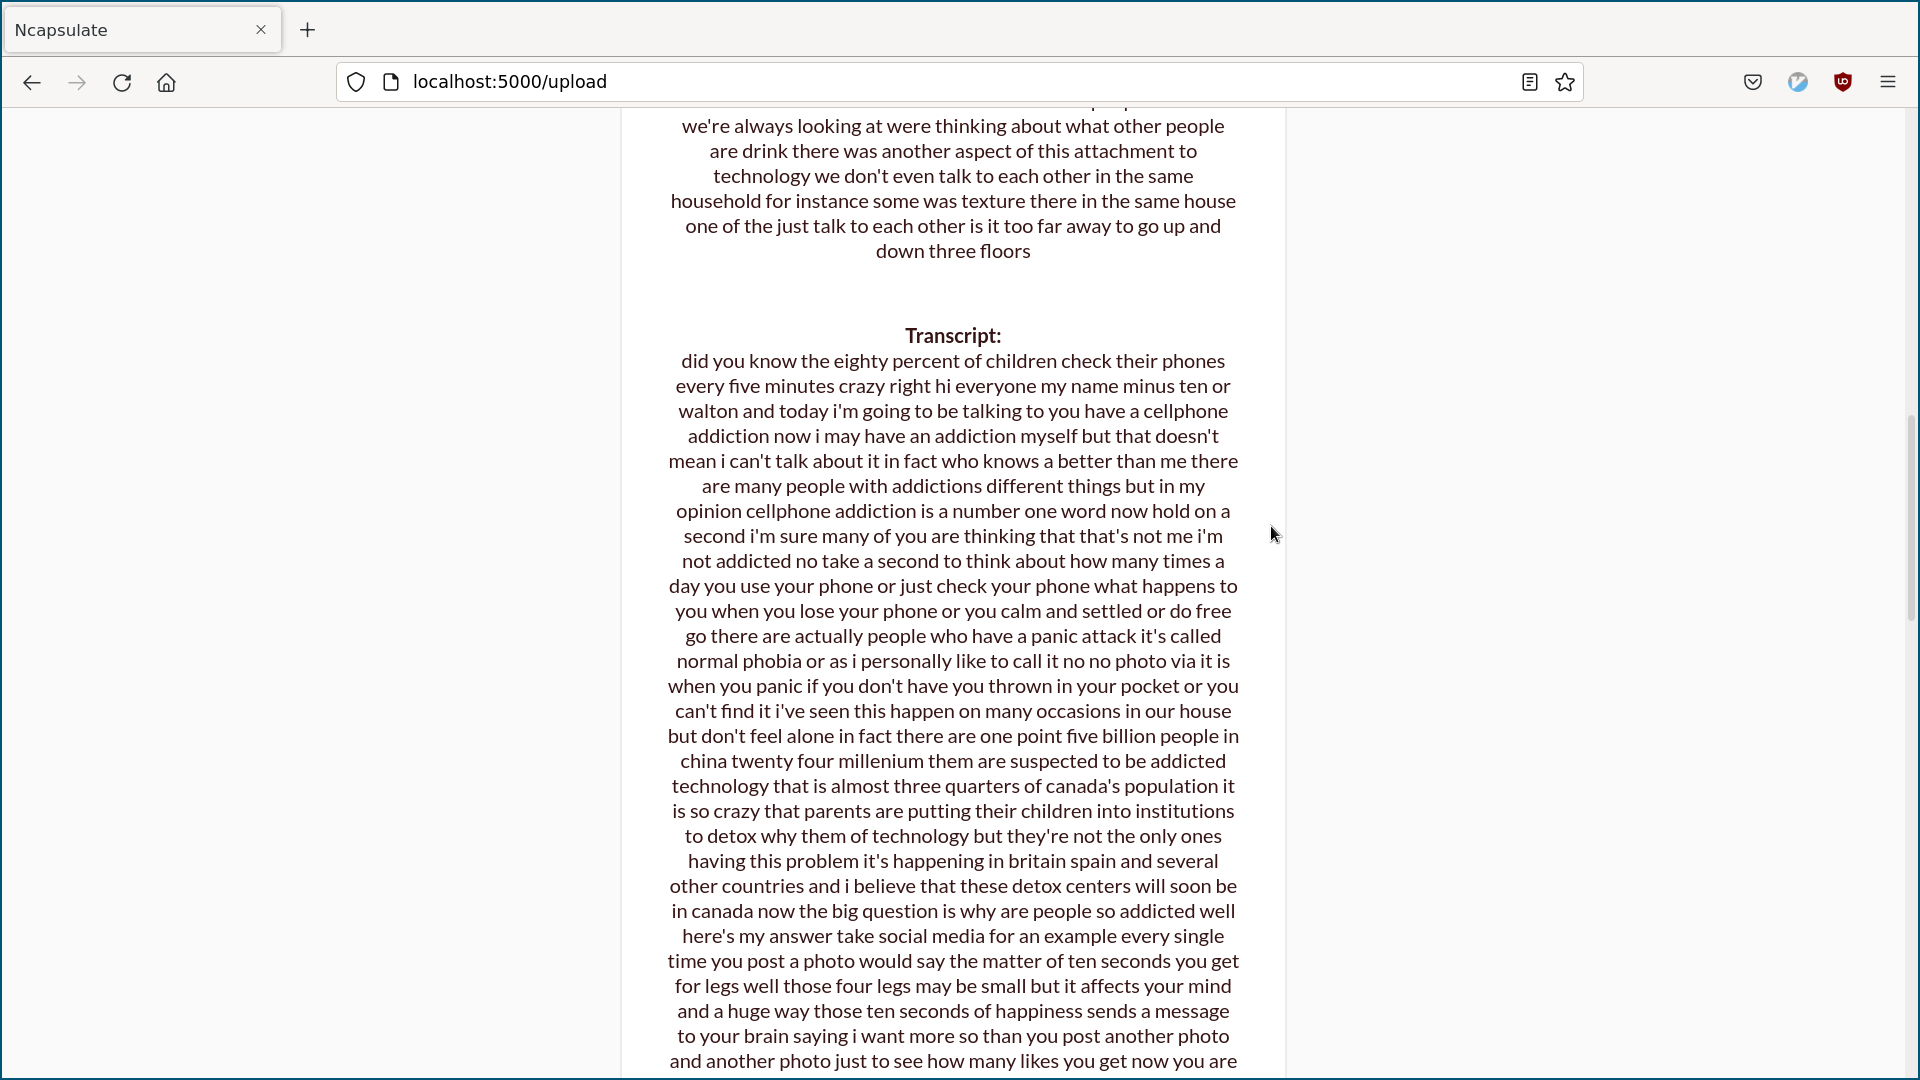 Ncapsulate
localhost:5000/upload
we're always looking at were thinking about what other people
are drink there was another aspect of this attachment to
technology we don't even talk to each other in the same
household for instance some was texture there in the same house
one of the just talk to each other is it too far away to go up and
down three floors
Transcript:
did you know the eighty percent of children check their phones
every five minutes crazy right hi everyone my name minus ten or
walton and today i'm going to be talking to you have a cellphone
addiction now i may have an addiction myself but that doesn't
mean i can't talk about it in fact who knows a better than me there
are many people with addictions different things but in my
opinion cellphone addiction is a number one word now hold on a
second i'm sure many of you are thinking that that's not me i'm
not addicted no take a second to think about how many times a
day you use your phone or just check your phone what happens to
you when you lose your phone or you calm and settled or do free
go there are actually people who have a panic attack it's called
normal phobia or as i personally like to call it no no photo via it is
when you panic if you don't have you thrown in your pocket or you
can't find it i've seen this happen on many occasions in our house
but don't feel alone in fact there are one point five billion people in
china twenty four millenium them are suspected to be addicted
technology that is almost three quarters of canada's population it
is so crazy that parents are putting their children into institutions
to detox why them of technology but they're not the only ones
having this problem it's happening in britain spain and several
other countries and i believe that these detox centers will soon be
in canada now the big question is why are people so addicted well
here's my answer take social media for an example every single
time you post a photo would say the matter of ten seconds you get
for legs well those four legs may be small but it affects your mind
and a huge way those ten seconds of happiness sends a message
to your brain saying i want more so than you post another photo
and another photo just to see how many likes you get now you are